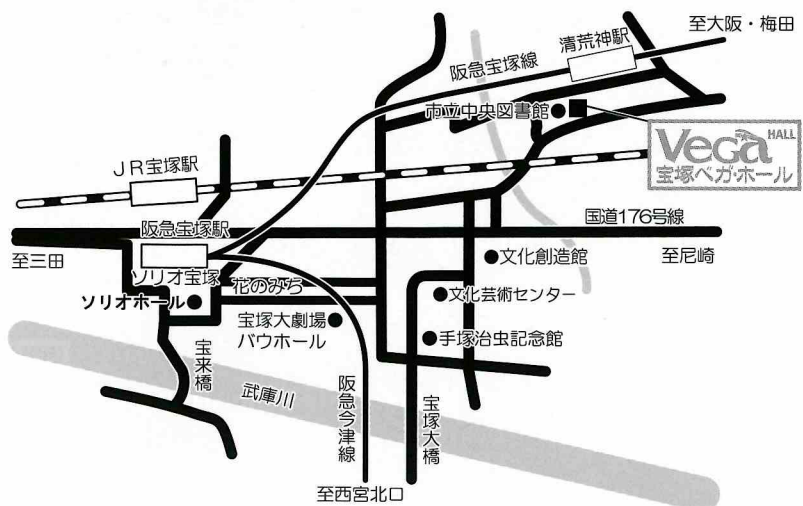 至大阪・梅田
清荒神駅
阪急宝塚線
市立中央図書館
Vega HALL
宝塚ベガ・ホール
JR宝塚駅
国道176号線
阪急宝塚駅
至三田
至尼崎
ソリオ宝塚
文化創造館
花のみち
ソリオホール
文化芸術センター
宝塚大劇場
バウホール
手塚治虫記念館
宝来橋
武庫川
阪急今津線
宝塚大橋
至西宮北口